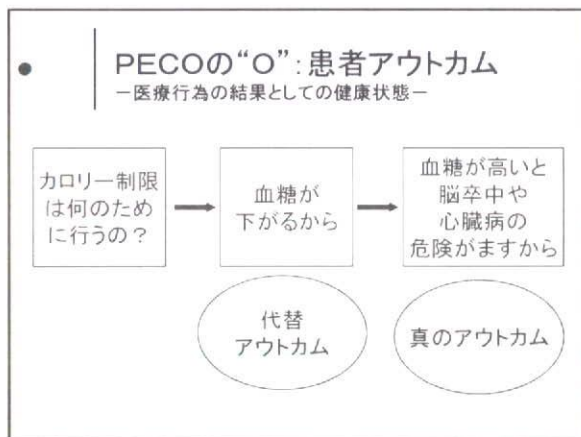 PECOの“O”:患者アウトカム
−医療行為の結果としての健康状態−
カロリー制限
は何のため
に行うの？
血糖が
下がるから
血糖が高いと
脳卒中や
心臓病の
危険がますから
代替
アウトカム
真のアウトカム